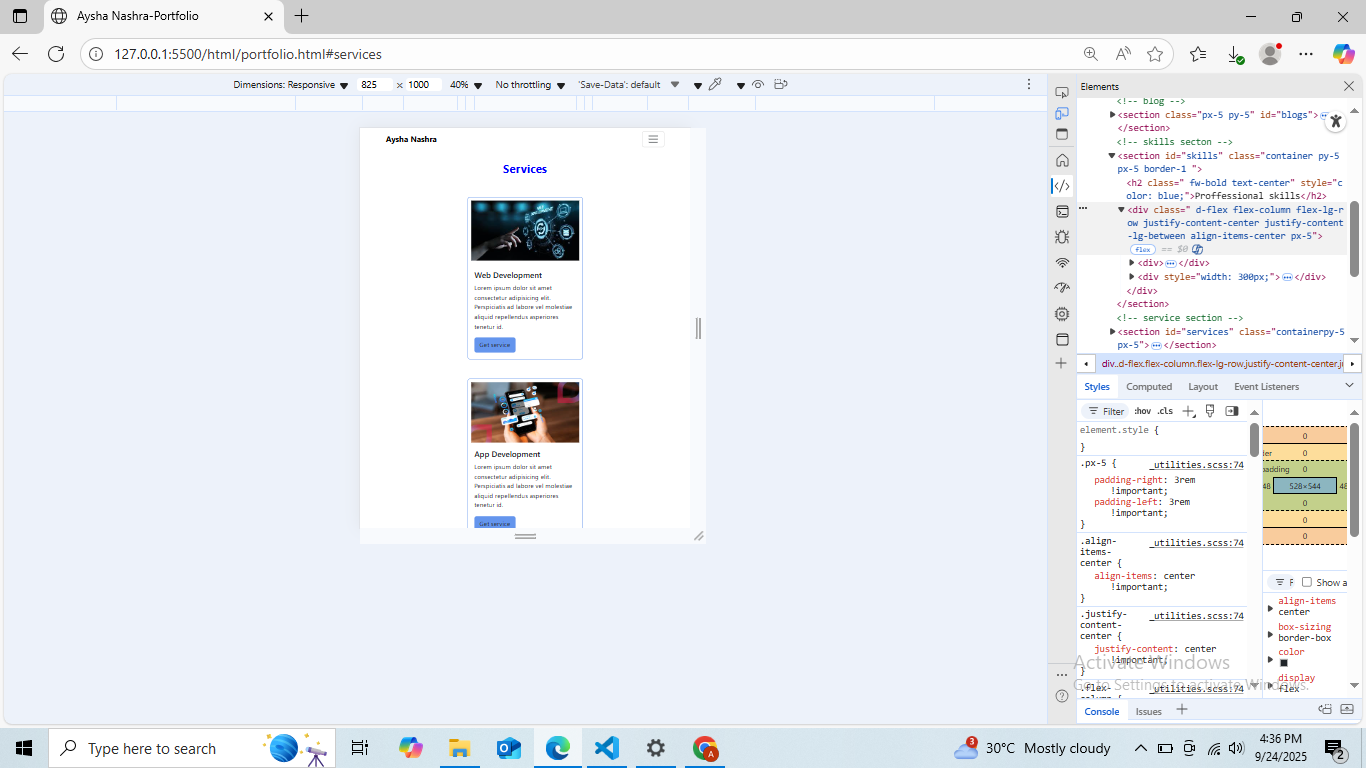 Aysha Nashra-Portfolio
127.0.0.1:5500/html/portfolio.html#services
Dimensions: Responsive 825 × 1000 40% No throttling 'Save-Data': default
Aysha Nashra
Services
Web Development
Lorem ipsum dolor sit amet
consectetur adipisicing elit.
Perspiciatis ad labore vel molestiae
aliquid repellendus asperiores
tenetur id.
Get service
App Development
Lorem ipsum dolor sit amet
consectetur adipisicing elit.
Perspiciatis ad labore vel molestiae
aliquid repellendus asperiores
tenetur id.
Get service
Elements
<!-- blog -->
<section class="px-5 py-5" id="blogs">
</section>
<!-- skills secton -->
<section id="skills" class="container py-5
px-5 border-1 ">
<h2 class=" fw-bold text-center" style="c
olor: blue;">Proffessional skills</h2>
<div class=" d-flex flex-column flex-lg-r
ow justify-content-center justify-content
-lg-between align-items-center px-5">
flex == $0
<div>…</div>
<div style="width: 300px;">…</div>
</div>
</section>
<!-- service section -->
<section id="services" class="containerpy-5
px-5">…</section>
div..d-flex.flex-column.flex-lg-row.justify-content-center.ju
Styles Computed Layout Event Listeners
Filter :hov .cls
element.style {
}
.px-5 { _utilities.scss:74
padding-right: 3rem
!important;
padding-left: 3rem
!important;
}
.align- _utilities.scss:74
items-
center {
align-items: center
!important;
}
.justify- _utilities.scss:74
content-
center {
justify-content: center
!important;
}
.flex- _utilities.scss:74
0
der 0
padding 0
48 528×544 48
0
0
0
F Show a
align-items
center
box-sizing
border-box
color
display
flex
Activate Windows
Go to Settings to activate Windows.
Console Issues
Type here to search
3
30°C Mostly cloudy
4:36 PM
9/24/2025
2